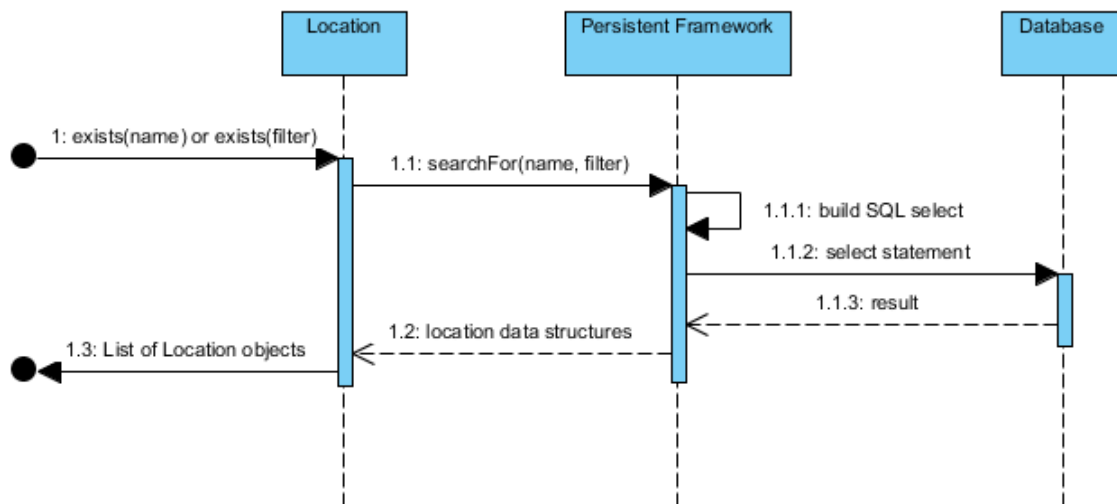 Location
Persistent Framework
Database
1: exists(name) or exists(filter)
1.1: searchFor(name, filter)
1.1.1: build SQL select
1.1.2: select statement
1.1.3: result
1.2: location data structures
1.3: List of Location objects